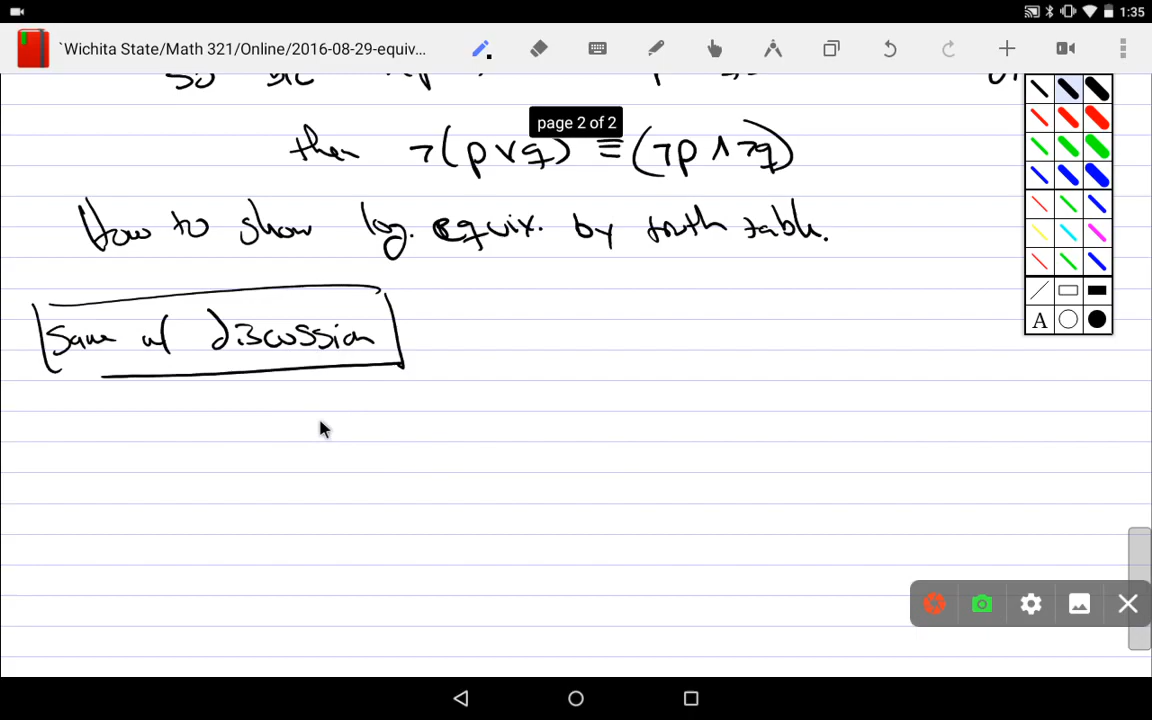 1:35
`Wichita State/Math 321/Online/2016-08-29-equiv...
So
page 2 of 2
then ¬(p∨q) ≡ (¬p ∧ ¬q)
How to show log. equiv. by truth table.
Same w/ discussion
A